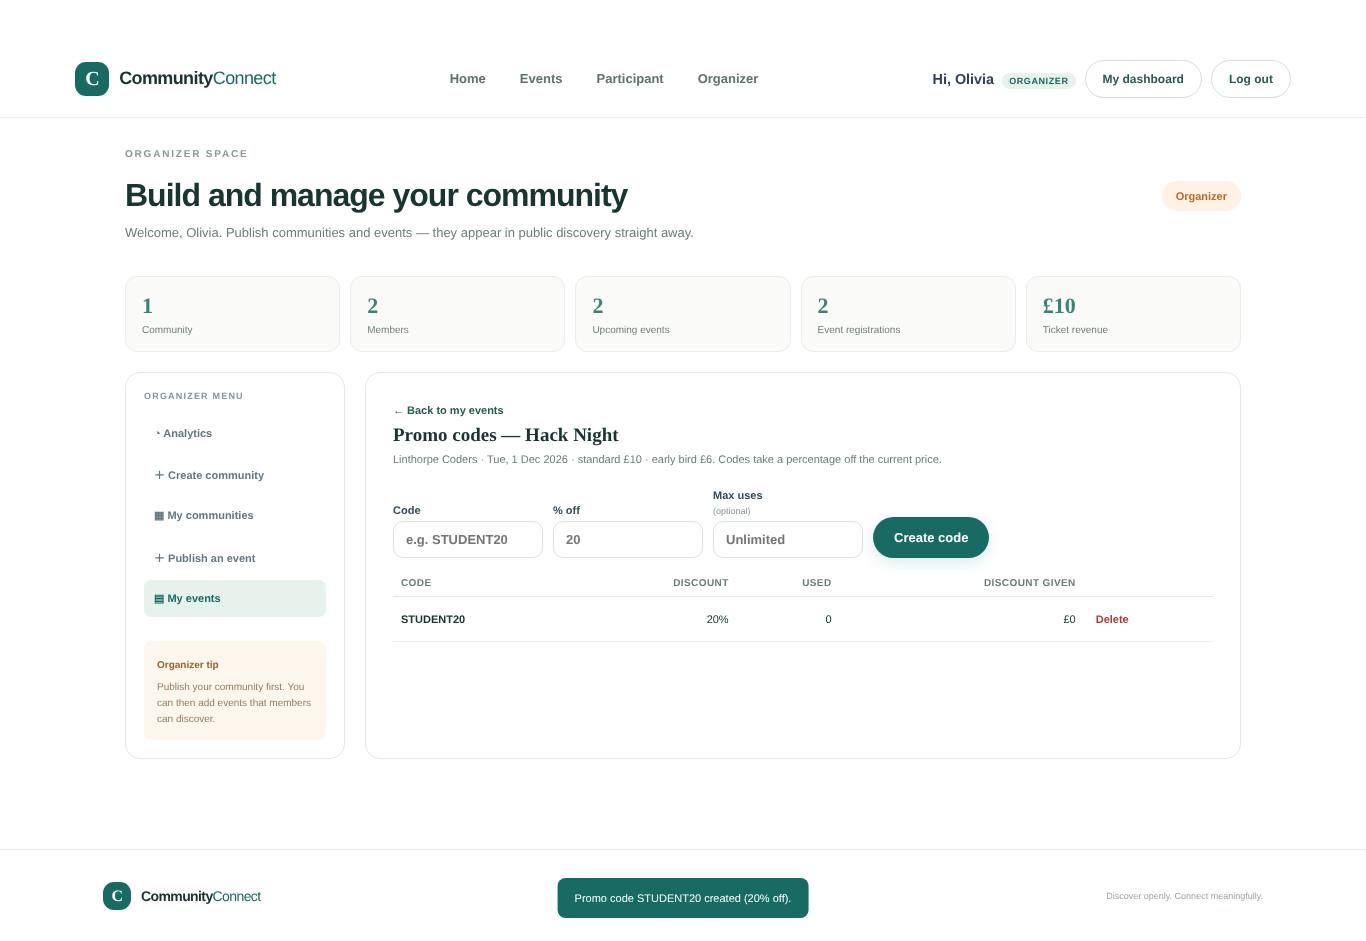 C CommunityConnect
Home Events Participant Organizer
Hi, Olivia ORGANIZER My dashboard Log out
ORGANIZER SPACE
Build and manage your community
Organizer
Welcome, Olivia. Publish communities and events — they appear in public discovery straight away.
1
Community
2
Members
2
Upcoming events
2
Event registrations
£10
Ticket revenue
ORGANIZER MENU
Analytics
+ Create community
▦ My communities
+ Publish an event
▤ My events
Organizer tip
Publish your community first. You
can then add events that members
can discover.
← Back to my events
Promo codes — Hack Night
Linthorpe Coders · Tue, 1 Dec 2026 · standard £10 · early bird £6. Codes take a percentage off the current price.
Code
e.g. STUDENT20
% off
20
Max uses
(optional)
Unlimited
Create code
CODE DISCOUNT USED DISCOUNT GIVEN
STUDENT20 20% 0 £0 Delete
C CommunityConnect
Promo code STUDENT20 created (20% off).
Discover openly. Connect meaningfully.